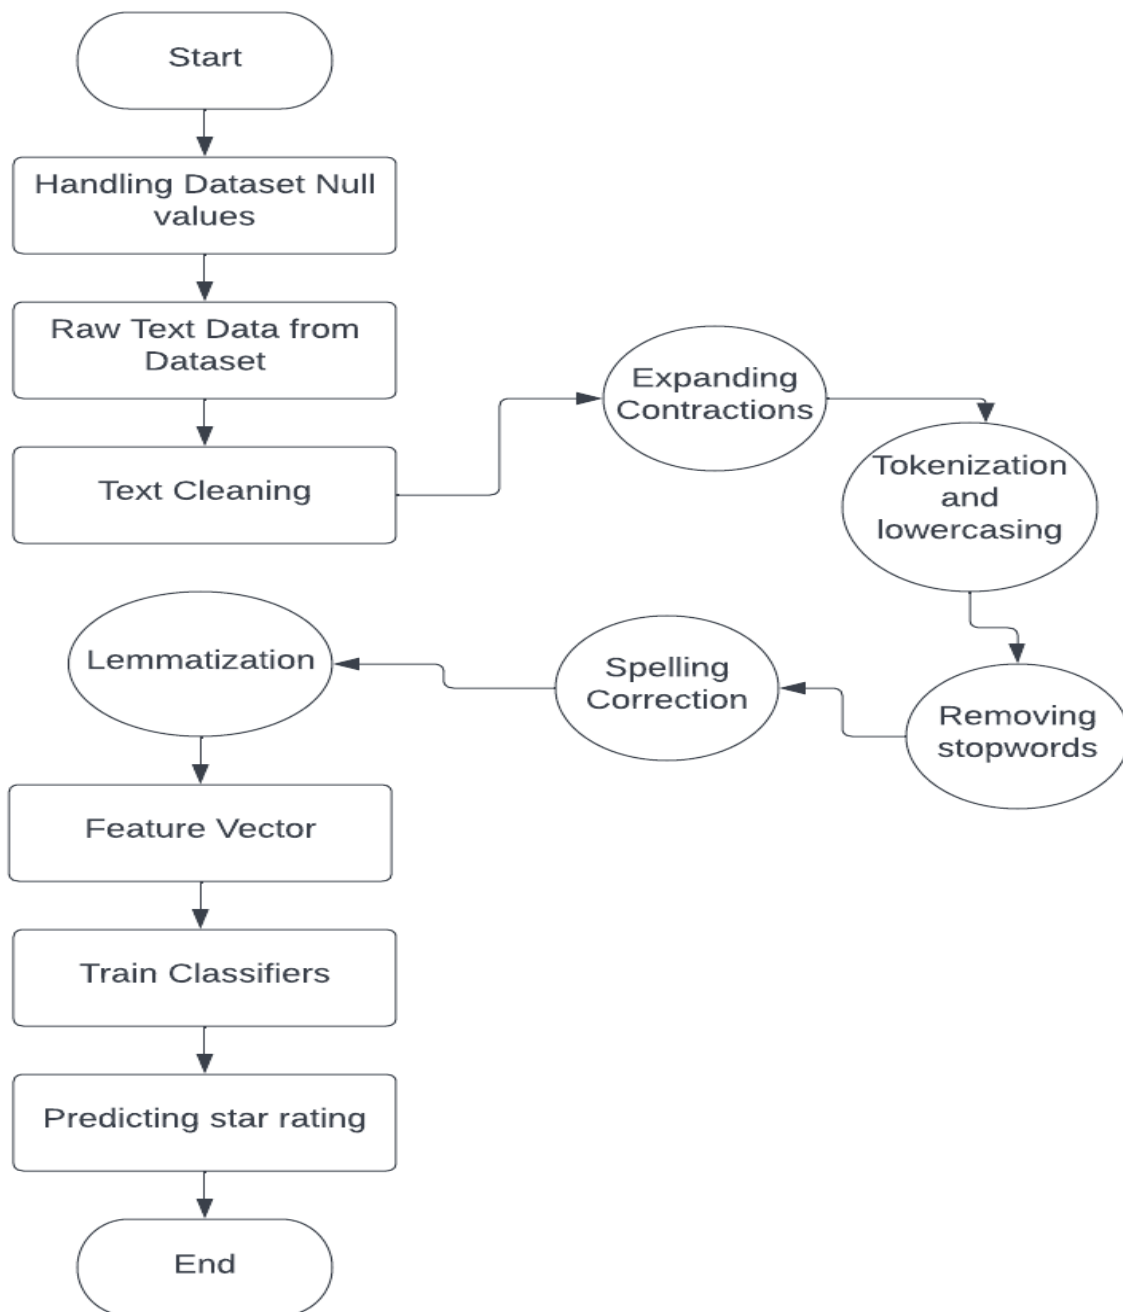 Start
Handling Dataset Null
values
Raw Text Data from
Dataset
Text Cleaning
Expanding
Contractions
Tokenization
and
lowercasing
Removing
stopwords
Spelling
Correction
Lemmatization
Feature Vector
Train Classifiers
Predicting star rating
End